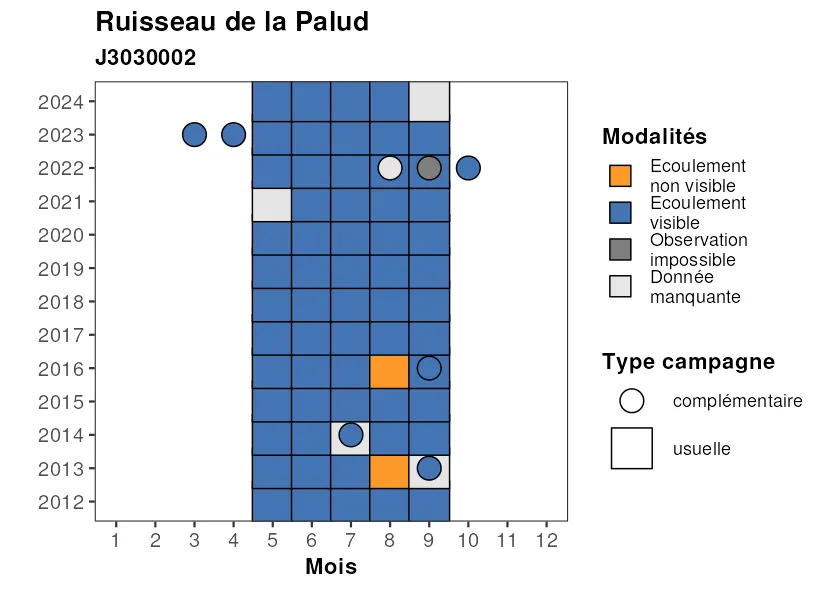 Ruisseau de la Palud
J3030002
2024
2023
2022
2021
2020
2019
2018
2017
2016
2015
2014
2013
2012
1 2 3 4 5 6 7 8 9 10 11 12
Mois
Modalités
Ecoulement
non visible
Ecoulement
visible
Observation
impossible
Donnée
manquante
Type campagne
complémentaire
usuelle